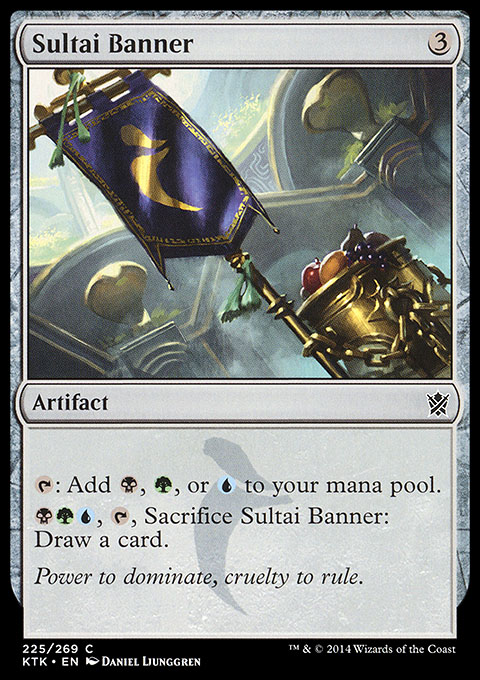 Sultai Banner 3
Artifact
: Add , , or to your mana pool.
, , Sacrifice Sultai Banner:
Draw a card.
Power to dominate, cruelty to rule.
225/269 C
KTK • EN Daniel Ljunggren
™ & © 2014 Wizards of the Coast